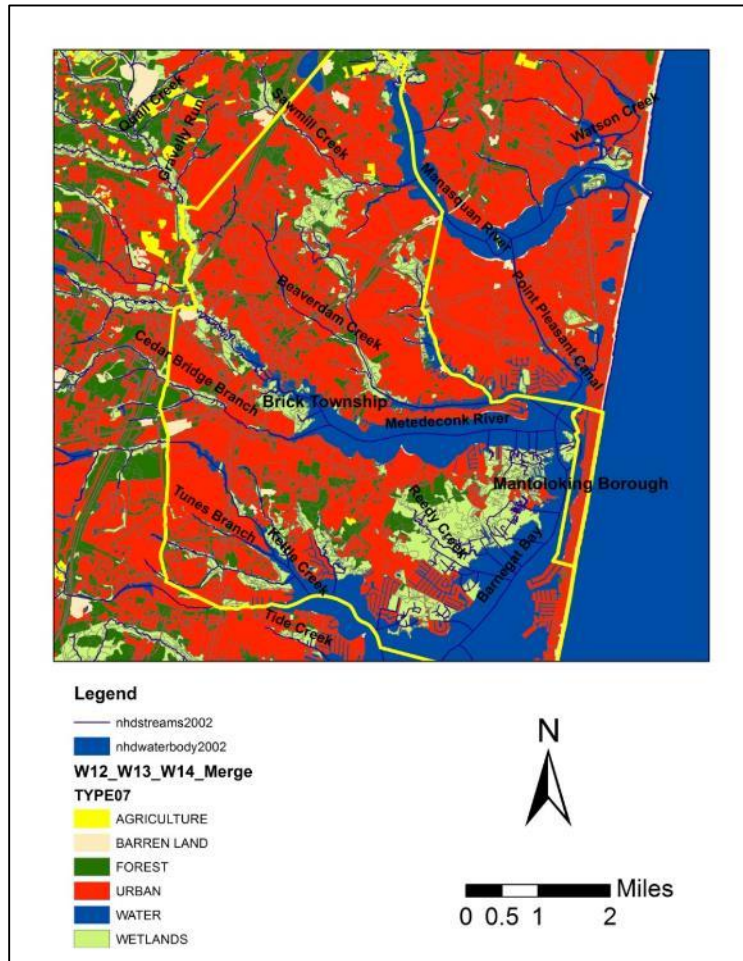 Ohill Creek
Gravelly Run
Sawmill Creek
Watson Creek
Manasquan River
Point Pleasant Canal
Beaverdam Creek
Cedar Bridge Branch
Brick Township
Metedeconk River
Mantoloking Borough
Reedy Creek
Tunes Branch
Kettle Creek
Barnegat Bay
Tide Creek
Legend
nhdstreams2002
nhdwaterbody2002
W12_W13_W14_Merge
TYPE07
AGRICULTURE
BARREN LAND
FOREST
URBAN
WATER
WETLANDS
N
Miles
0 0.5 1 2